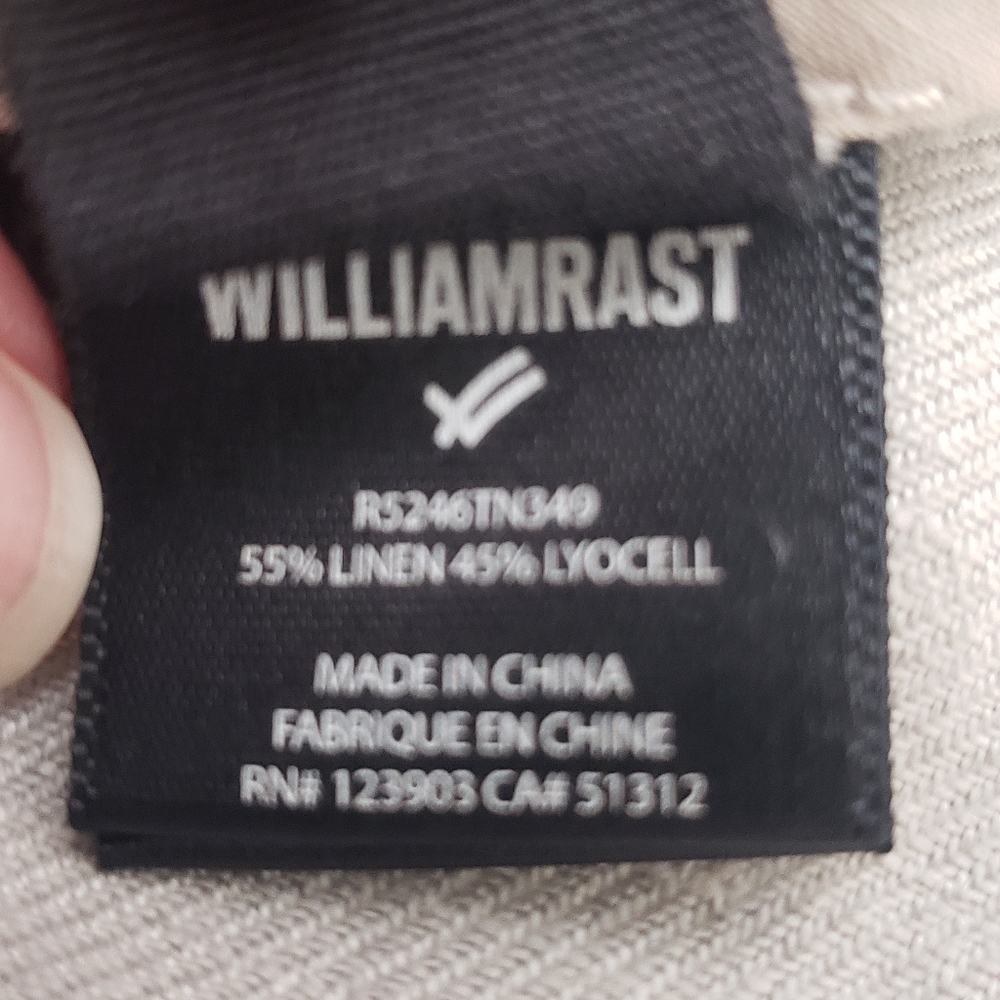 WILLIAMRAST
R5246TN349
55% LINEN 45% LYOCELL
MADE IN CHINA
FABRIQUE EN CHINE
RN# 123903 CA# 51312